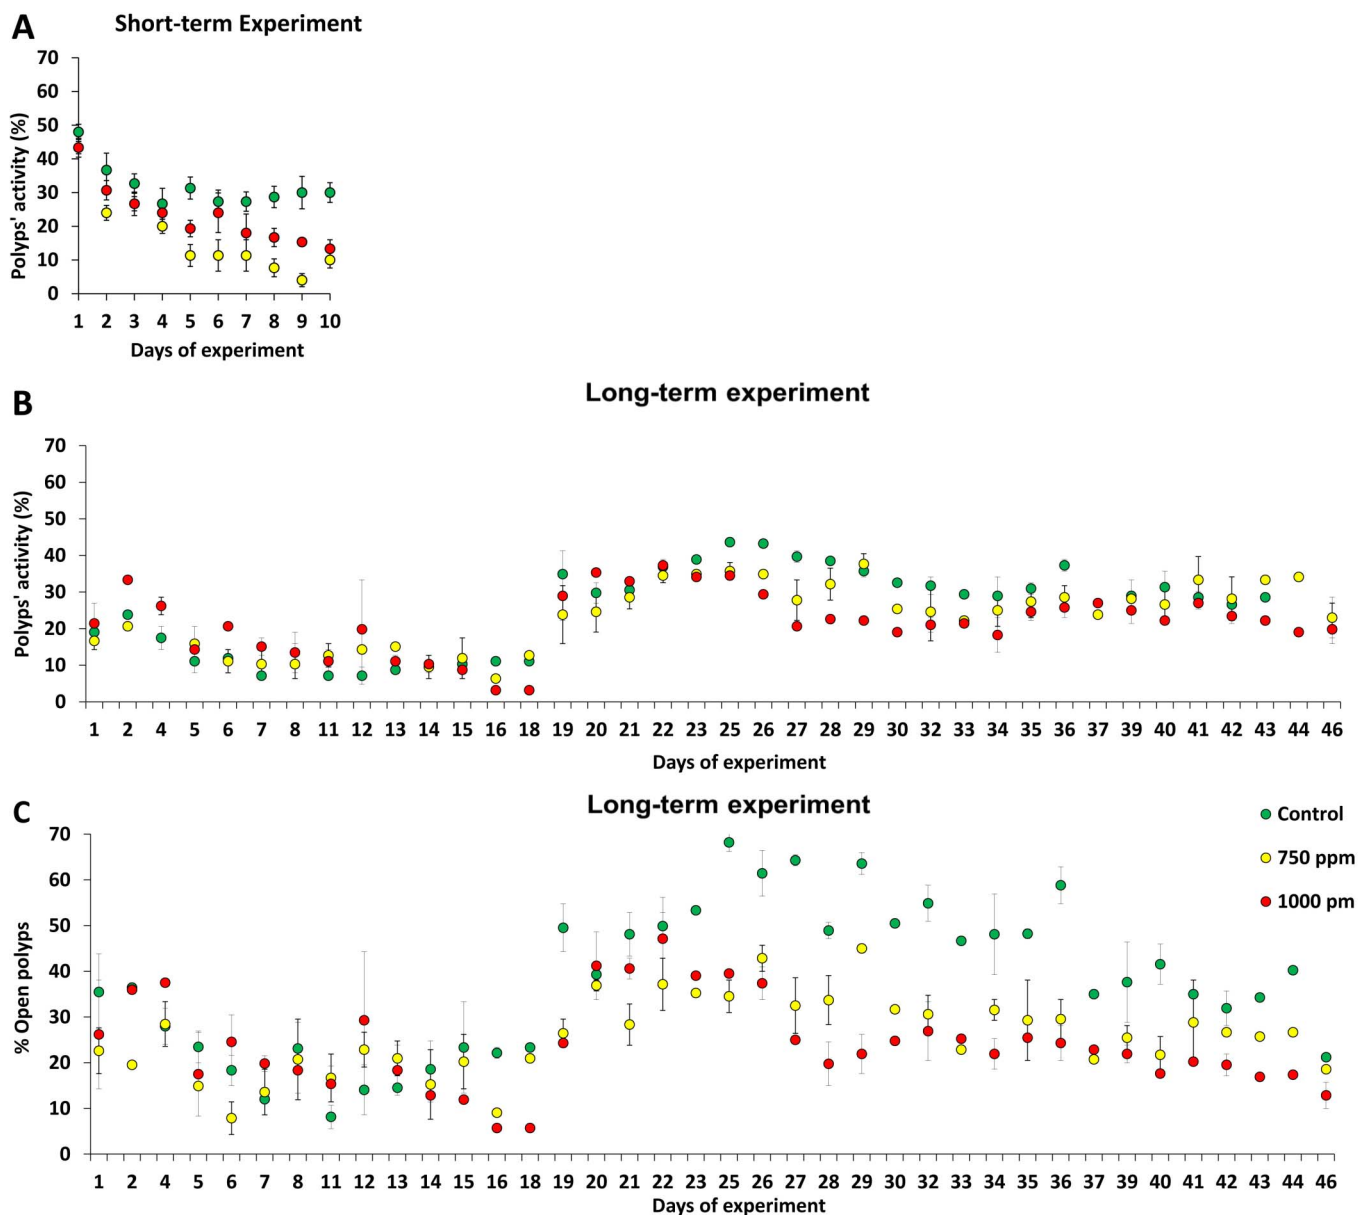 A
Short-term Experiment
70
60
50
40
30
20
10
0
Polyps' activity (%)
1 2 3 4 5 6 7 8 9 10
Days of experiment
B
Long-term experiment
70
60
50
40
30
20
10
0
Polyps' activity (%)
1 2 4 5 6 7 8 11 12 13 14 15 16 18 19 20 21 22 23 25 26 27 28 29 30 32 33 34 35 36 37 39 40 41 42 43 44 46
Days of experiment
C
Long-term experiment
Control
750 ppm
1000 pm
70
60
50
40
30
20
10
0
% Open polyps
1 2 4 5 6 7 8 11 12 13 14 15 16 18 19 20 21 22 23 25 26 27 28 29 30 32 33 34 35 36 37 39 40 41 42 43 44 46
Days of experiment